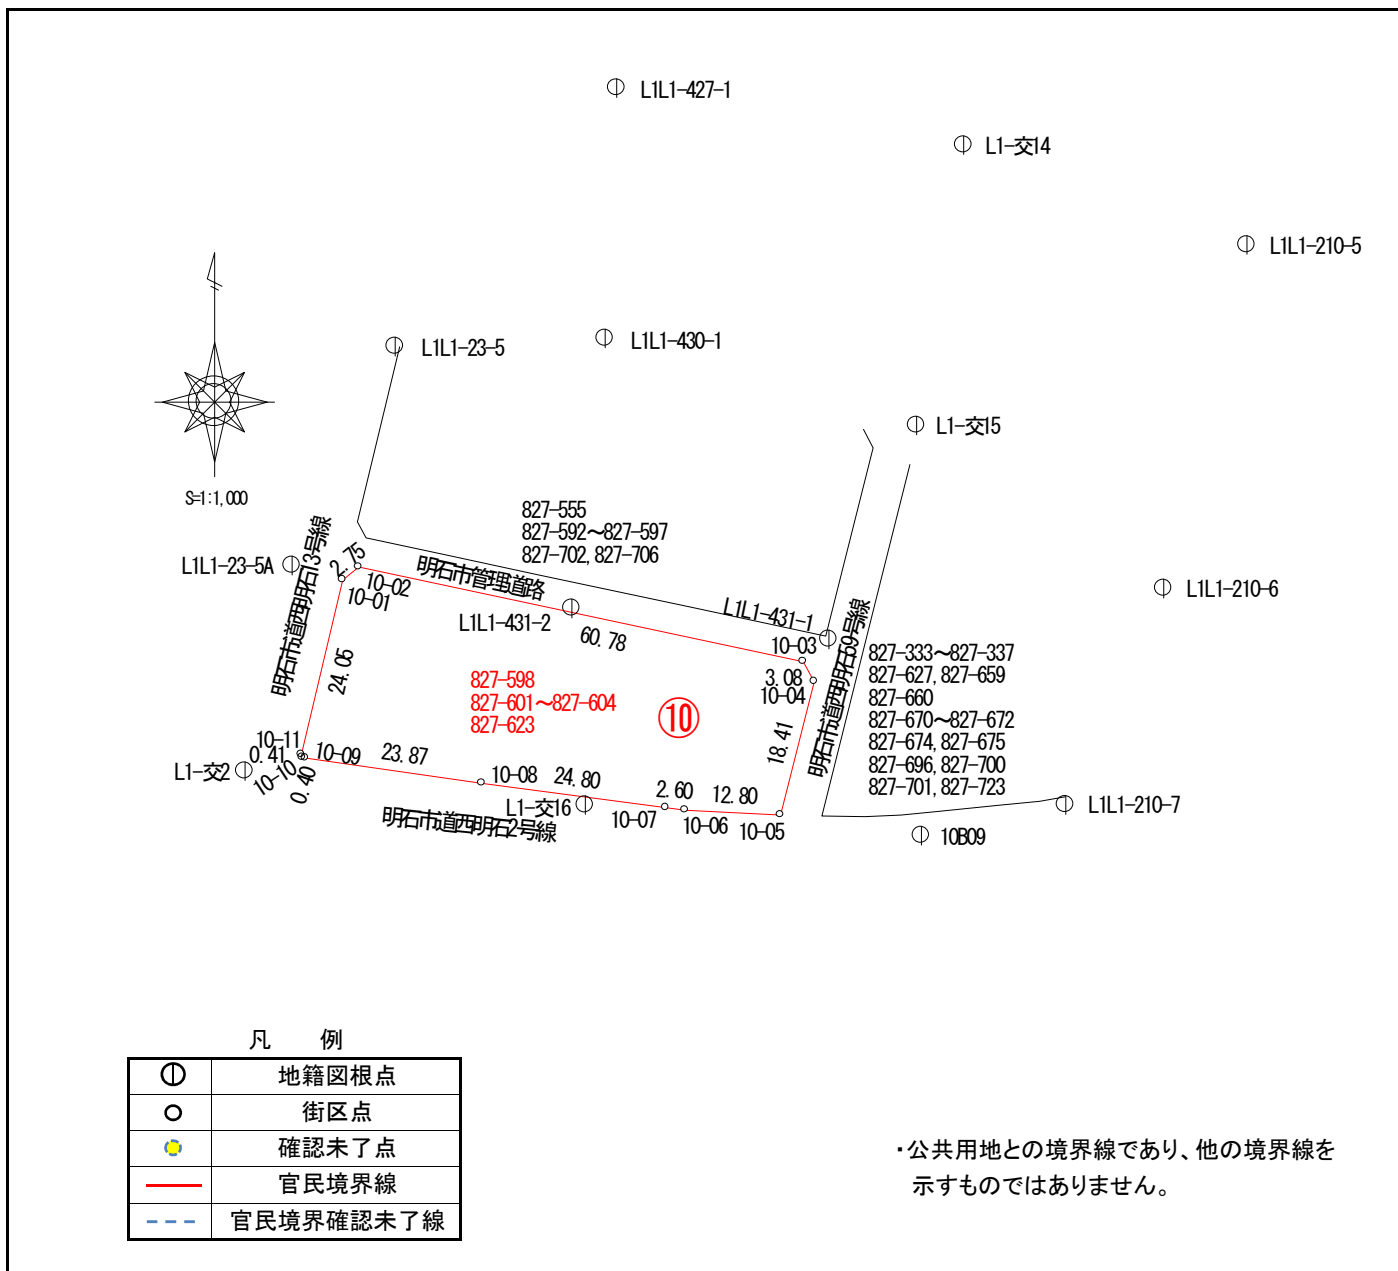 L1L1-427-1
L1-交14
L1L1-210-5
L1L1-430-1
L1L1-23-5
L1-交15
S=1:1,000
827-555
827-592～827-597
827-702,827-706
明石市道西明石13号線
L1L1-23-5A
2.75
10-02
10-01
明石市管理道路
L1L1-431-2
60.78
L1L1-431-1
10-03
L1L1-210-6
明石市道西明石59号線
827-333～827-337
827-627,827-659
827-660
827-670～827-672
827-674,827-675
827-696,827-700
827-701,827-723
3.08
10-04
24.05
827-598
827-601～827-604
827-623
⑩
18.41
10-11
0.41
10-10
10-09
0.40
L1-交2
23.87
10-08
24.80
L1-交16
2.60
12.80
10-07
10-06
10-05
明石市道西明石2号線
L1L1-210-7
10B09
凡 例
地籍図根点
街区点
確認未了点
官民境界線
官民境界確認未了線
・公共用地との境界線であり、他の境界線を
示すものではありません。